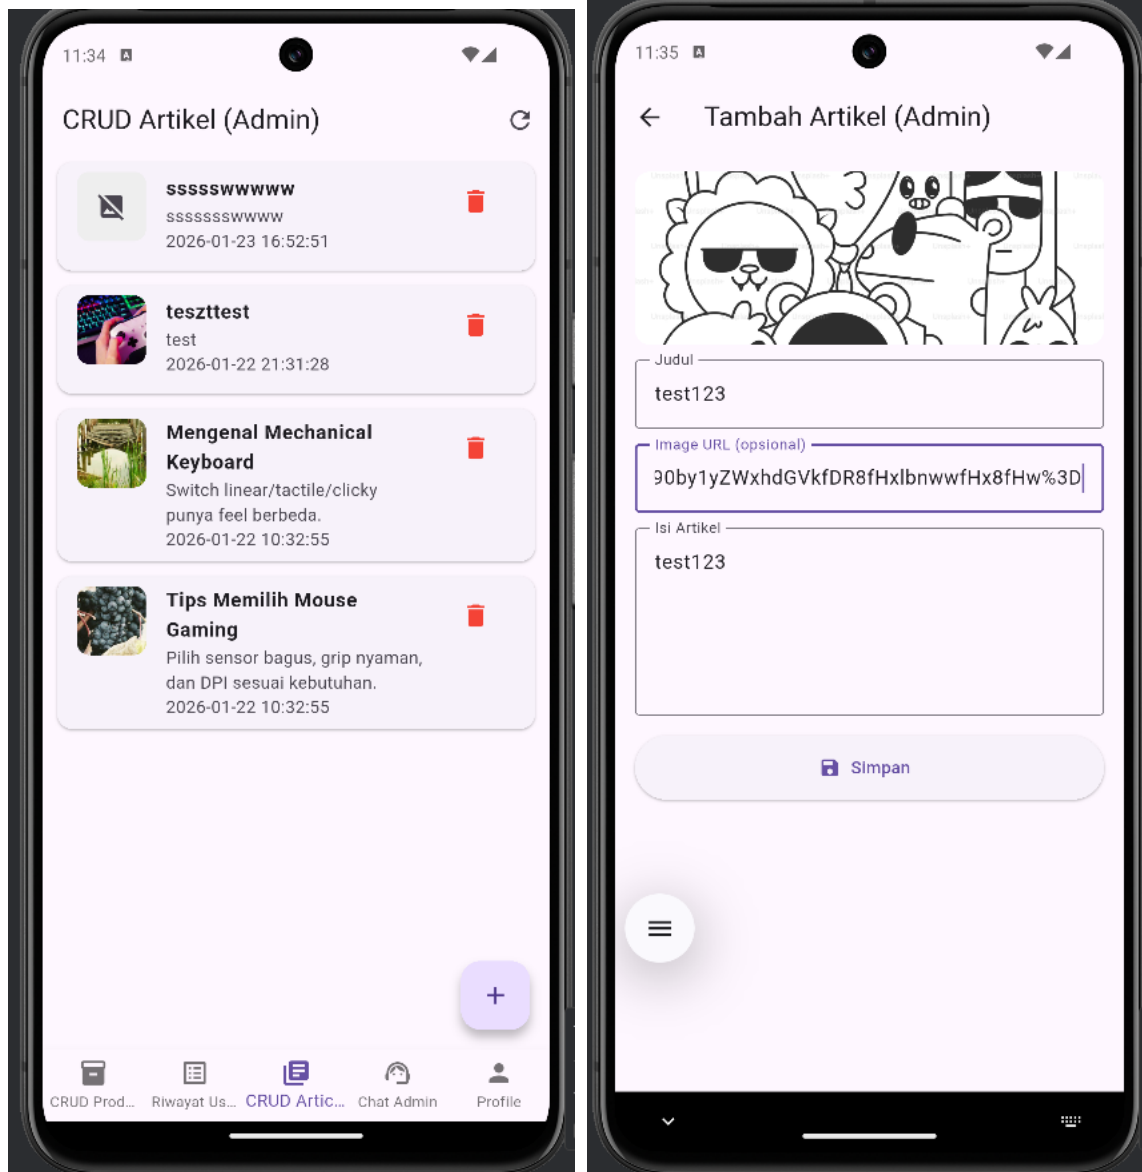 11:34
CRUD Artikel (Admin)
ssssswwwww
ssssssswwww
2026-01-23 16:52:51
teszttest
test
2026-01-22 21:31:28
Mengenal Mechanical
Keyboard
Switch linear/tactile/clicky
punya feel berbeda.
2026-01-22 10:32:55
Tips Memilih Mouse
Gaming
Pilih sensor bagus, grip nyaman,
dan DPI sesuai kebutuhan.
2026-01-22 10:32:55
CRUD Prod...
Riwayat Us...
CRUD Artic...
Chat Admin
Profile
11:35
Tambah Artikel (Admin)
Judul
test123
Image URL (opsional)
90by1yZWxhdGVkfDR8fHxlbnwwfHx8fHw%3D
Isi Artikel
test123
Simpan